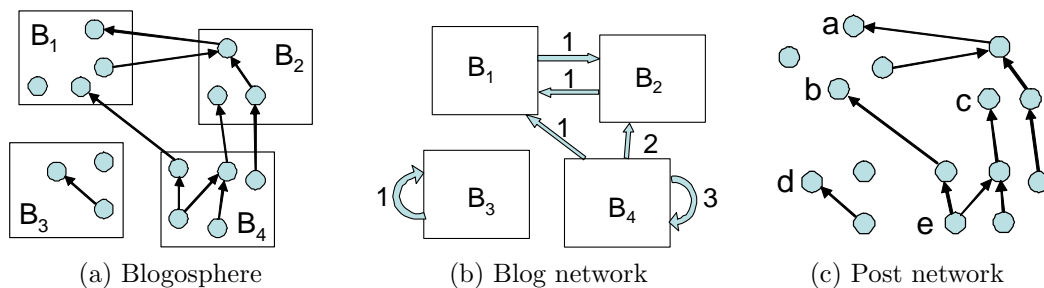 B1
B2
B3
B4
(a) Blogosphere
1
B1
1
B2
1
2
1
B3
B4
3
(b) Blog network
a
b
c
d
e
(c) Post network